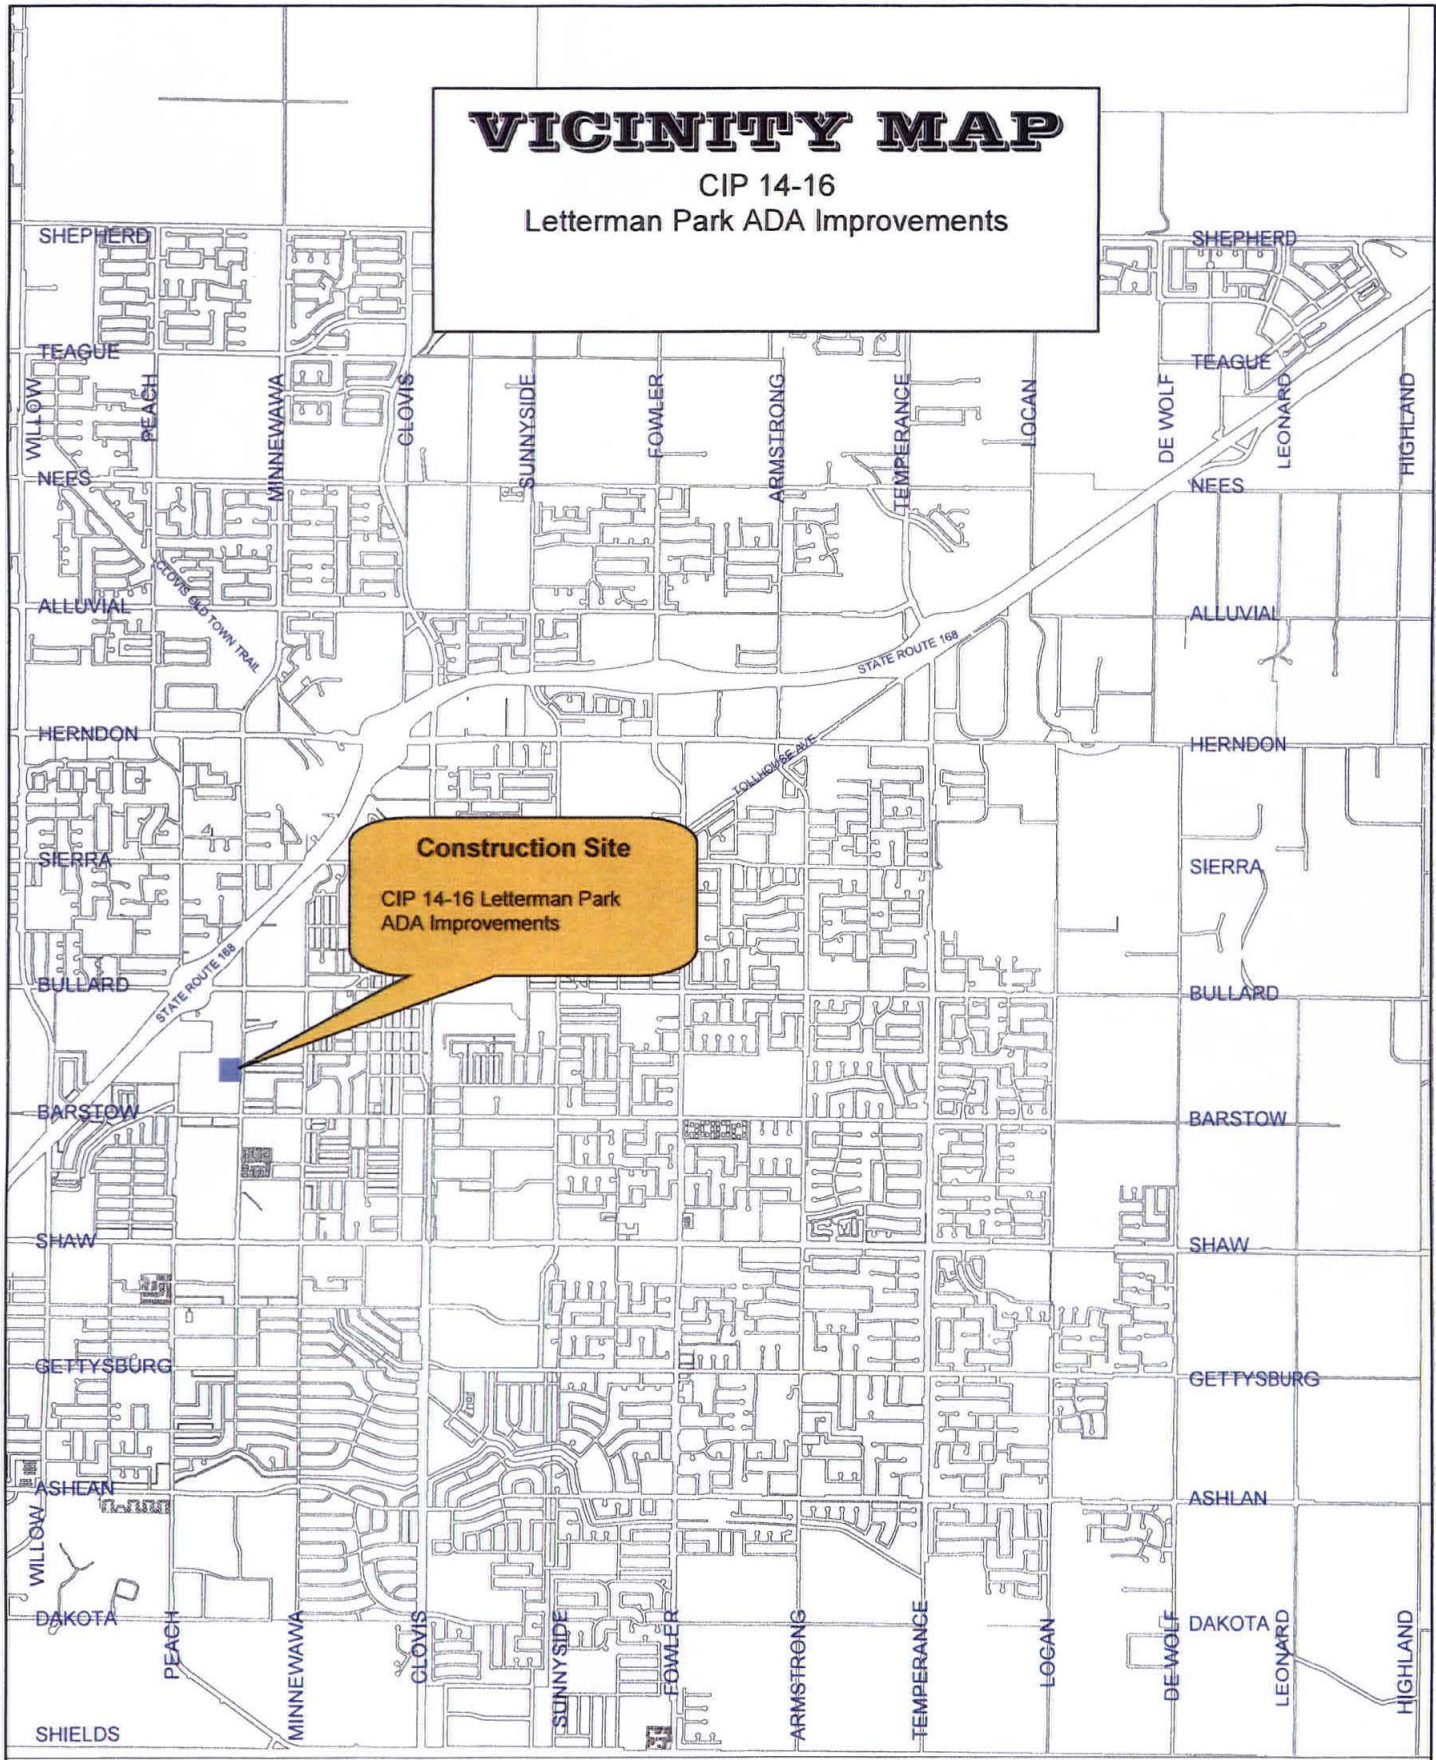 VICINITY MAP
CIP 14-16
Letterman Park ADA Improvements
SHEPHERD
SHEPHERD
TEAGUE
TEAGUE
WILLOW
PEACH
MINNEWAWA
CLOVIS
SUNNYSIDE
FOWLER
ARMSTRONG
TEMPERANCE
LOCAN
DE WOLF
LEONARD
HIGHLAND
NEES
NEES
CLOVIS OLD TOWN TRAIL
ALLUVIAL
ALLUVIAL
STATE ROUTE 168
HERNDON
HERNDON
TOLLHOUSE AVE
Construction Site
CIP 14-16 Letterman Park
ADA Improvements
SIERRA
SIERRA
STATE ROUTE 168
BULLARD
BULLARD
BARSTOW
BARSTOW
SHAW
SHAW
GETTYSBURG
GETTYSBURG
ASHLAN
ASHLAN
WILLOW
DAKOTA
DAKOTA
PEACH
MINNEWAWA
CLOVIS
SUNNYSIDE
FOWLER
ARMSTRONG
TEMPERANCE
LOCAN
DE WOLF
LEONARD
HIGHLAND
SHIELDS